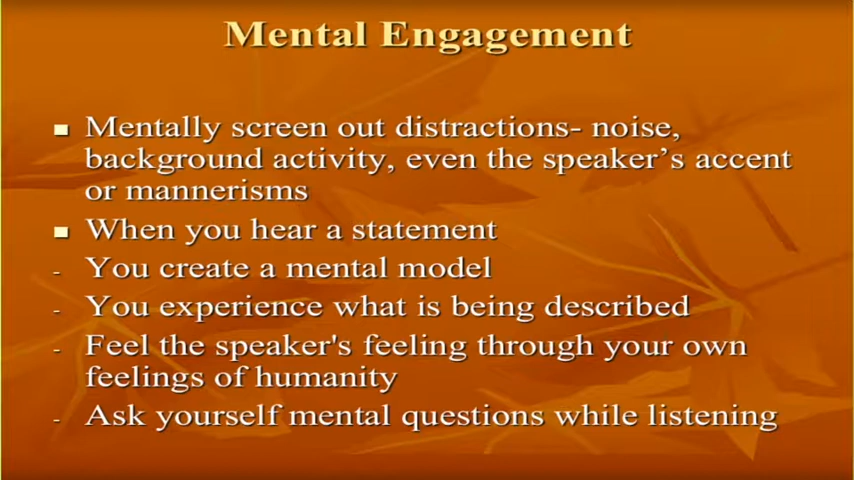 Mental Engagement
▪ Mentally screen out distractions- noise,
background activity, even the speaker’s accent
or mannerisms
▪ When you hear a statement
- You create a mental model
- You experience what is being described
- Feel the speaker's feeling through your own
feelings of humanity
- Ask yourself mental questions while listening